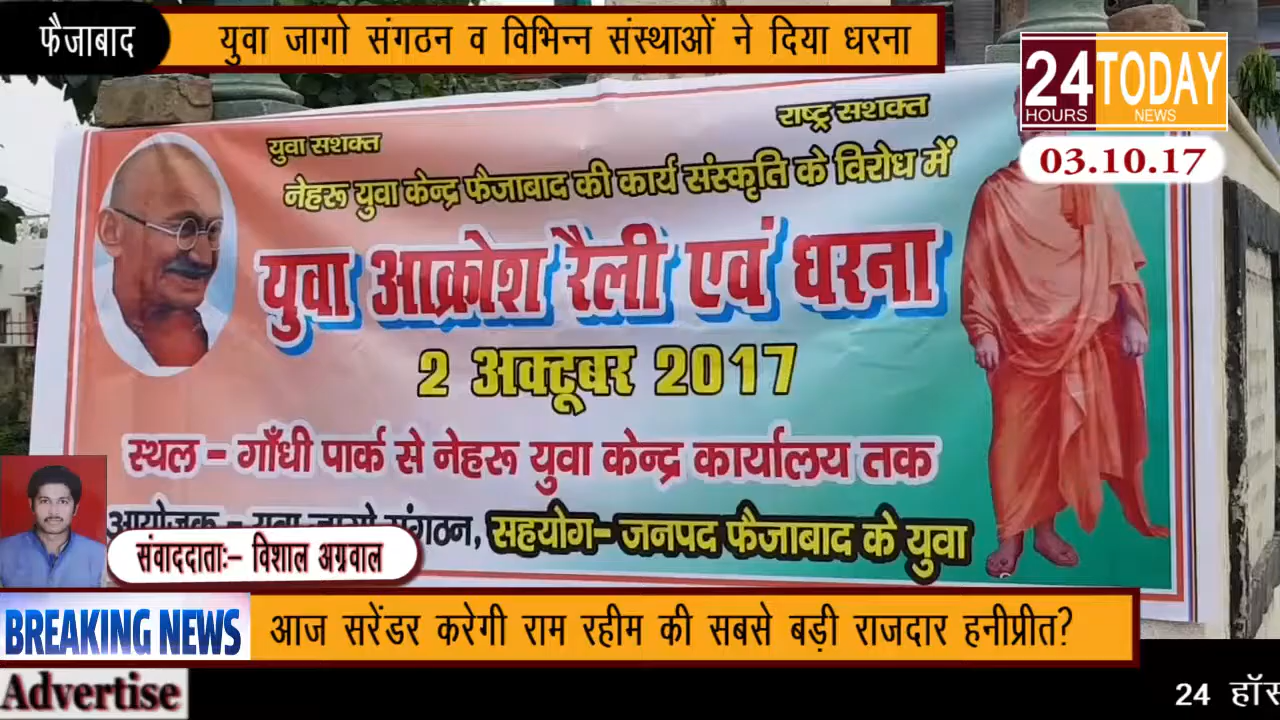 फैजाबाद
युवा जागो संगठन व विभिन्न संस्थाओं ने दिया धरना
24 TODAY
HOURS NEWS
03.10.17
युवा सशक्त
राष्ट्र सशक्त
नेहरू युवा केन्द्र फैजाबाद की कार्य संस्कृति के विरोध में
युवा आक्रोश रैली एवं धरना
2 अक्टूबर 2017
स्थल - गाँधी पार्क से नेहरू युवा केन्द्र कार्यालय तक
आयोजक - युवा जागो संगठन, सहयोग- जनपद फैजाबाद के युवा
संवाददाताः- विशाल अग्रवाल
BREAKING NEWS
आज सरेंडर करेगी राम रहीम की सबसे बड़ी राजदार हनीप्रीत?
Advertise
24 हॉस